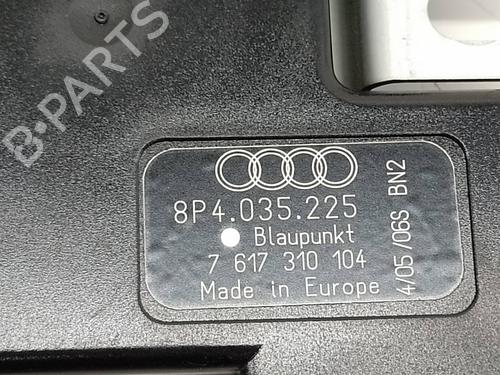 B-PARTS
8P4.035.225
Blaupunkt
7 617 310 104
Made in Europe
4/05/06S BN2